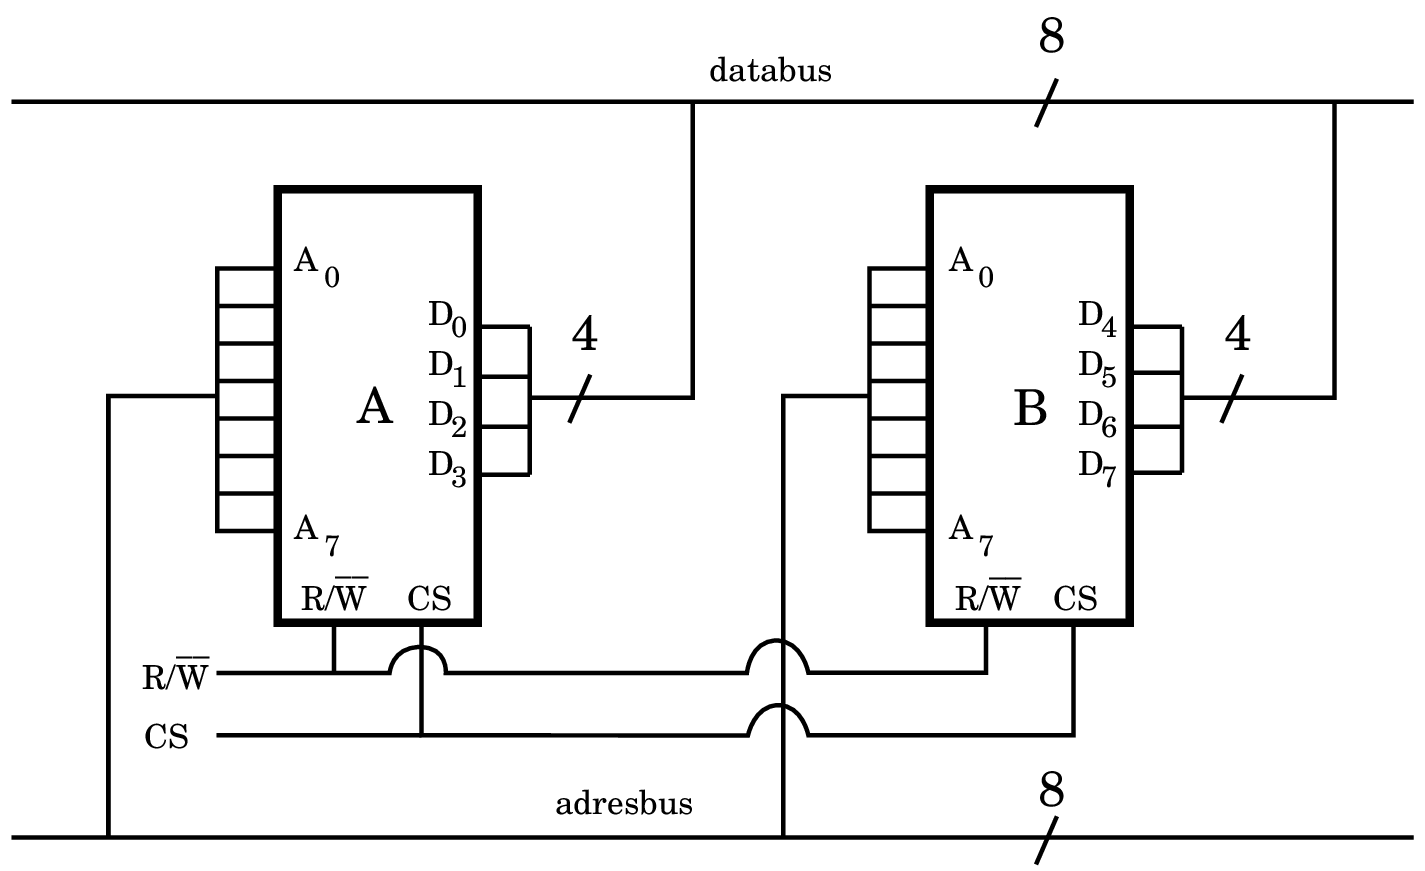 8
databus
A0
A0
D0
4
D4
4
D1
D5
A
B
D2
D6
D3
D7
A7
A7
R/W̅
CS
R/W̅
CS
R/W̅
CS
8
adresbus